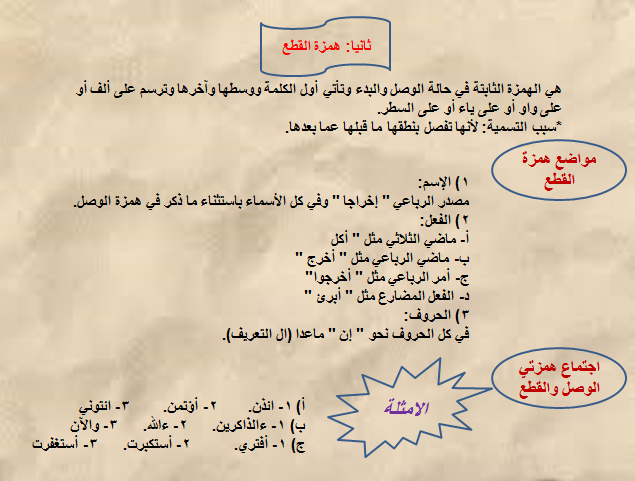 ثانيا: همزة القطع
هي الهمزة الثابتة في حالة الوصل والبدء وتأتي أول الكلمة ووسطها وآخرها وترسم على ألف أو
على واو أو على ياء أو على السطر.
*سبب التسمية: لأنها تفصل بنطقها ما قبلها عما بعدها.
مواضع همزة
القطع
١) الإسم:
مصدر الرباعي " إخراجا " وفي كل الأسماء باستثناء ما ذكر في همزة الوصل.
٢) الفعل:
أ- ماضي الثلاثي مثل " أكل
ب- ماضي الرباعي مثل " أخرج "
ج- أمر الرباعي مثل " أخرجوا"
د- الفعل المضارع مثل " أبرئ "
٣) الحروف:
في كل الحروف نحو " إن " ماعدا (ال التعريف).
اجتماع همزتي
الوصل والقطع
الامثلة
أ) ١- ائذن. ٢- أؤتمن. ٣- ائتوني
ب) ١- ءالذاكرين. ٢- ءالله. ٣- والآن
ج) ١- أفتري. ٢- أستكبرت. ٣- أستغفرت